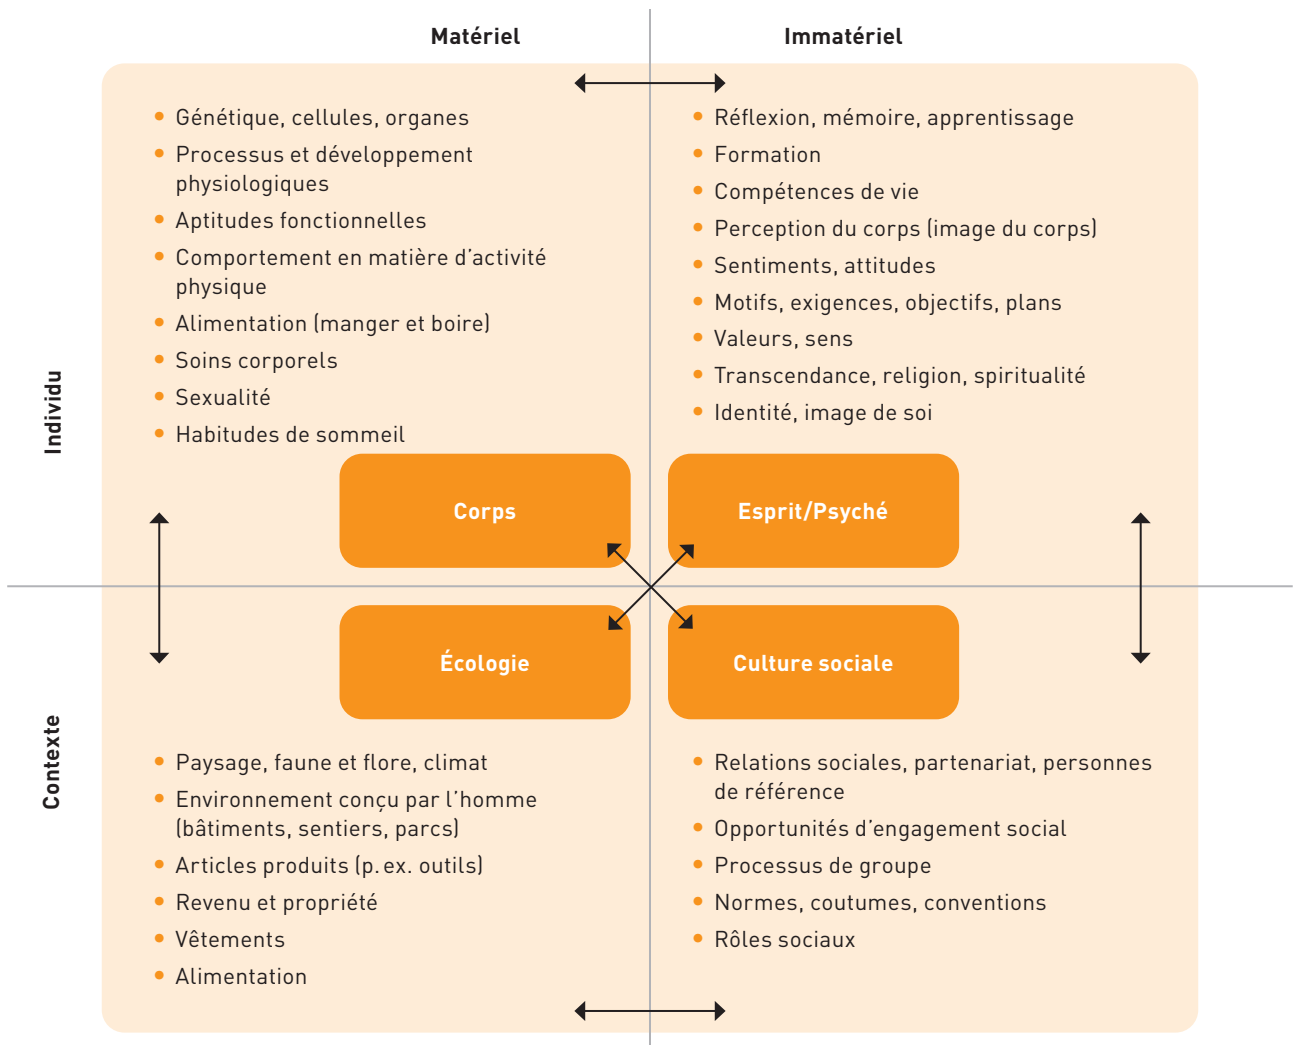 Matériel
Immatériel
Individu
• Génétique, cellules, organes
• Processus et développement
physiologiques
• Aptitudes fonctionnelles
• Comportement en matière d’activité
physique
• Alimentation (manger et boire)
• Soins corporels
• Sexualité
• Habitudes de sommeil
• Réflexion, mémoire, apprentissage
• Formation
• Compétences de vie
• Perception du corps (image du corps)
• Sentiments, attitudes
• Motifs, exigences, objectifs, plans
• Valeurs, sens
• Transcendance, religion, spiritualité
• Identité, image de soi
Corps
Esprit/Psyché
Écologie
Culture sociale
Contexte
• Paysage, faune et flore, climat
• Environnement conçu par l’homme
(bâtiments, sentiers, parcs)
• Articles produits (p. ex. outils)
• Revenu et propriété
• Vêtements
• Alimentation
• Relations sociales, partenariat, personnes
de référence
• Opportunités d’engagement social
• Processus de groupe
• Normes, coutumes, conventions
• Rôles sociaux